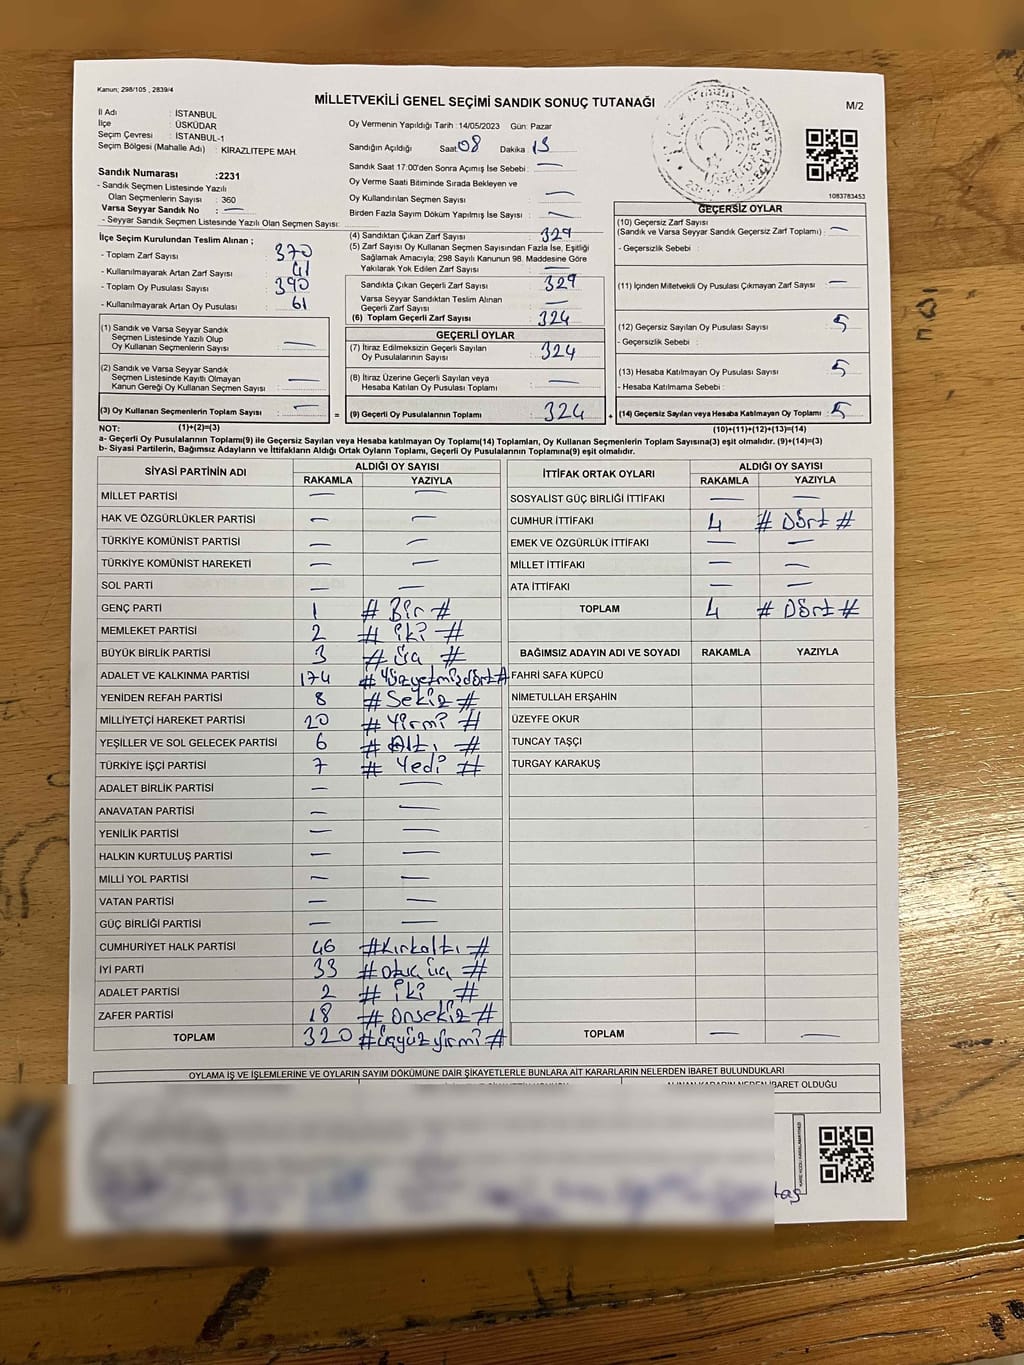 Kanun; 298/105 , 2839/4
MİLLETVEKİLİ GENEL SEÇİMİ SANDIK SONUÇ TUTANAĞI
M/2
İl Adı : İSTANBUL
İlçe : ÜSKÜDAR
Seçim Çevresi : İSTANBUL-1
Seçim Bölgesi (Mahalle Adı) : KİRAZLITEPE MAH.
Oy Vermenin Yapıldığı Tarih :14/05/2023 Gün: Pazar
Sandığın Açıldığı Saat: 08 Dakika :
Sandık Saat 17:00'den Sonra Açımış İse Sebebi : —
Oy Verme Saati Bitiminde Sırada Bekleyen ve
Oy Kullandırılan Seçmen Sayısı : —
Birden Fazla Sayım Döküm Yapılmış İse Sayısı : —
1083783453
Sandık Numarası :2231
- Sandık Seçmen Listesinde Yazılı
Olan Seçmenlerin Sayısı : 360
Varsa Seyyar Sandık No : —
- Seyyar Sandık Seçmen Listesinde Yazılı Olan Seçmen Sayısı:
İlçe Seçim Kurulundan Teslim Alınan ;
- Toplam Zarf Sayısı : 370
- Kullanılmayarak Artan Zarf Sayısı : 41
- Toplam Oy Pusulası Sayısı : 390
- Kullanılmayarak Artan Oy Pusulası : 61
(1) Sandık ve Varsa Seyyar Sandık
Seçmen Listesinde Yazılı Olup
Oy Kullanan Seçmenlerin Sayısı : —
(2) Sandık ve Varsa Seyyar Sandık
Seçmen Listesinde Kayıtlı Olmayan
Kanun Gereği Oy Kullanan Seçmen Sayısı : —
(3) Oy Kullanan Seçmenlerin Toplam Sayısı : —
(1)+(2)=(3)
(4) Sandıktan Çıkan Zarf Sayısı : 329
(5) Zarf Sayısı Oy Kullanan Seçmen Sayısından Fazla İse, Eşitliği
Sağlamak Amacıyla; 298 Sayılı Kanunun 98. Maddesine Göre
Yakılarak Yok Edilen Zarf Sayısı : —
Sandıkta Çıkan Geçerli Zarf Sayısı : 329
Varsa Seyyar Sandıktan Teslim Alınan
Geçerli Zarf Sayısı : —
(6) Toplam Geçerli Zarf Sayısı : 324
GEÇERLİ OYLAR
(7) İtiraz Edilmeksizin Geçerli Sayılan
Oy Pusulalarının Sayısı : 324
(8) İtiraz Üzerine Geçerli Sayılan veya
Hesaba Katılan Oy Pusulası Toplamı : —
= (9) Geçerli Oy Pusulalarının Toplamı : 324
GEÇERSİZ OYLAR
(10) Geçersiz Zarf Sayısı
(Sandık ve Varsa Seyyar Sandık Geçersiz Zarf Toplamı) : —
- Geçersizlik Sebebi :
(11) İçinden Milletvekili Oy Pusulası Çıkmayan Zarf Sayısı : —
(12) Geçersiz Sayılan Oy Pusulası Sayısı : 5
- Geçersizlik Sebebi :
(13) Hesaba Katılmayan Oy Pusulası Sayısı : 5
- Hesaba Katılmama Sebebi :
+ (14) Geçersiz Sayılan veya Hesaba Katılmayan Oy Toplamı : 5
(10)+(11)+(12)+(13)=(14)
NOT:
a- Geçerli Oy Pusulalarının Toplamı(9) ile Geçersiz Sayılan veya Hesaba katılmayan Oy Toplamı(14) Toplamları, Oy Kullanan Seçmenlerin Toplam Sayısına(3) eşit olmalıdır. (9)+(14)=(3)
b- Siyasi Partilerin, Bağımsız Adayların ve İttifakların Aldığı Ortak Oyların Toplamı, Geçerli Oy Pusulalarının Toplamına(9) eşit olmalıdır.
SİYASİ PARTİNİN ADI ALDIĞI OY SAYISI
RAKAMLA YAZIYLA
MİLLET PARTİSİ — —
HAK VE ÖZGÜRLÜKLER PARTİSİ — —
TÜRKİYE KOMÜNİST PARTİSİ — —
TÜRKİYE KOMÜNİST HAREKETİ — —
SOL PARTİ — —
GENÇ PARTİ 1 # Bir #
MEMLEKET PARTİSİ 2 # iki #
BÜYÜK BİRLİK PARTİSİ 3 # üç #
ADALET VE KALKINMA PARTİSİ 174 # Yüzyetmişdört #
YENİDEN REFAH PARTİSİ 8 # Sekiz #
MİLLİYETÇİ HAREKET PARTİSİ 20 # Yirmi #
YEŞİLLER VE SOL GELECEK PARTİSİ 6 # Altı #
TÜRKİYE İŞÇİ PARTİSİ 7 # Yedi #
ADALET BİRLİK PARTİSİ — —
ANAVATAN PARTİSİ — —
YENİLİK PARTİSİ — —
HALKIN KURTULUŞ PARTİSİ — —
MİLLİ YOL PARTİSİ — —
VATAN PARTİSİ — —
GÜÇ BİRLİĞİ PARTİSİ — —
CUMHURİYET HALK PARTİSİ 46 # Kırkaltı #
İYİ PARTİ 33 # otuzüç #
ADALET PARTİSİ 2 # iki #
ZAFER PARTİSİ 18 # Onsekiz #
TOPLAM 320 # üçyüzyirmi #
İTTİFAK ORTAK OYLARI ALDIĞI OY SAYISI
RAKAMLA YAZIYLA
SOSYALİST GÜÇ BİRLİĞİ İTTİFAKI — —
CUMHUR İTTİFAKI 4 # Dört #
EMEK VE ÖZGÜRLÜK İTTİFAKI — —
MİLLET İTTİFAKI — —
ATA İTTİFAKI — —
TOPLAM 4 # Dört #
BAĞIMSIZ ADAYIN ADI VE SOYADI RAKAMLA YAZIYLA
FAHRİ SAFA KÜPCÜ
NİMETULLAH ERŞAHİN
ÜZEYFE OKUR
TUNCAY TAŞÇI
TURGAY KARAKUŞ
TOPLAM — —
OYLAMA İŞ VE İŞLEMLERİNE VE OYLARIN SAYIM DÖKÜMÜNE DAİR ŞİKAYETLERLE BUNLARA AİT KARARLARIN NELERDEN İBARET BULUNDUKLARI